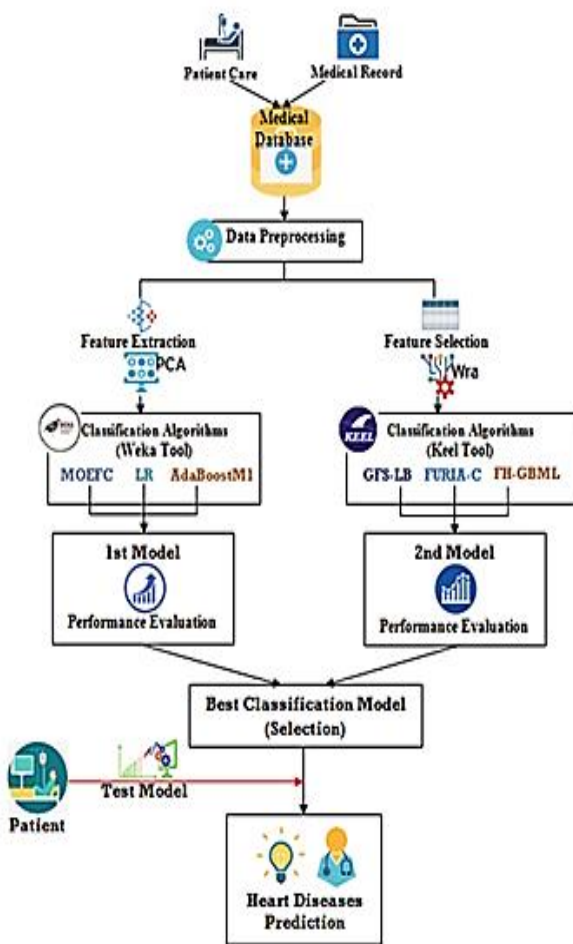 Patient Care
Medical Record
Medical
Database
Data Preprocessing
Feature Extraction
PCA
Feature Selection
Wra
Classification Algorithms
(Weka Tool)
MOEFC LR AdaBoostM1
KEEL
Classification Algorithms
(Keel Tool)
GFS-LB FURIA-C FH-GBML
1st Model
Performance Evaluation
2nd Model
Performance Evaluation
Best Classification Model
(Selection)
Test Model
Patient
Heart Diseases
Prediction